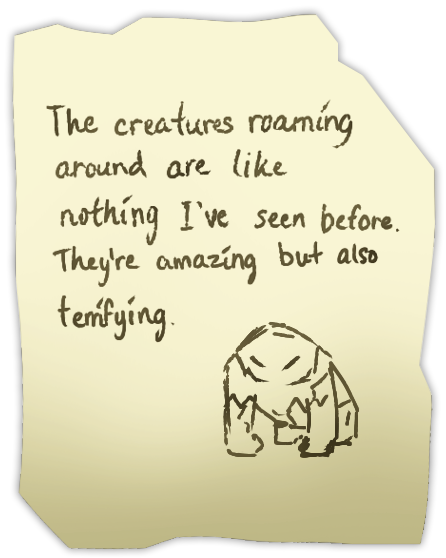 The creatures roaming
around are like
nothing I've seen before.
They're amazing but also
terrifying.